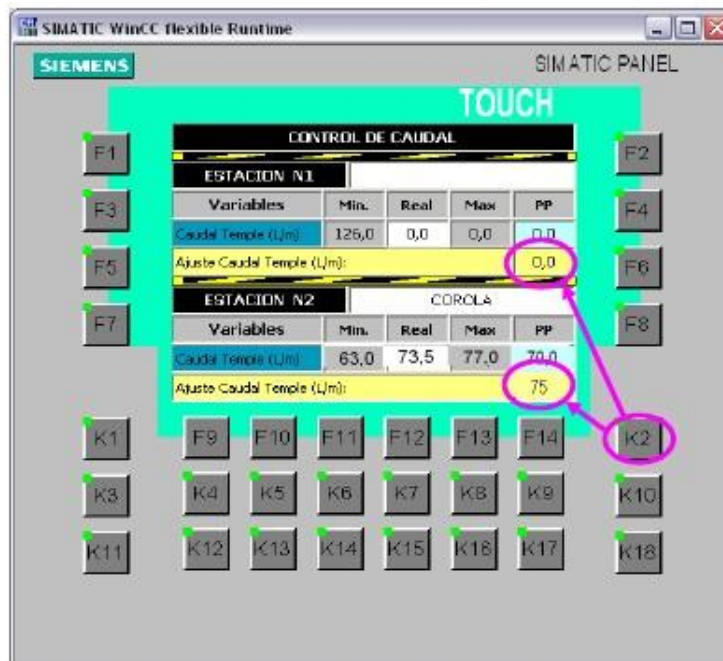 SIMATIC WinCC flexible Runtime
SIEMENS
SIMATIC PANEL
TOUCH
CONTROL DE CAUDAL
F1
F2
ESTACION N1
Variables Min. Real Max PP
F3
F4
Caudal Temple (L/m) 126,0 0,0 0,0 0,0
Ajuste Caudal Temple (L/m): 0,0
F5
F6
ESTACION N2 COROLA
F7
F8
Variables Min. Real Max PP
Caudal Temple (L/m) 63,0 73,5 77,0 70,0
Ajuste Caudal Temple (L/m): 75
K1 F9 F10 F11 F12 F13 F14 K2
K3 K4 K5 K6 K7 K8 K9 K10
K11 K12 K13 K14 K15 K16 K17 K18